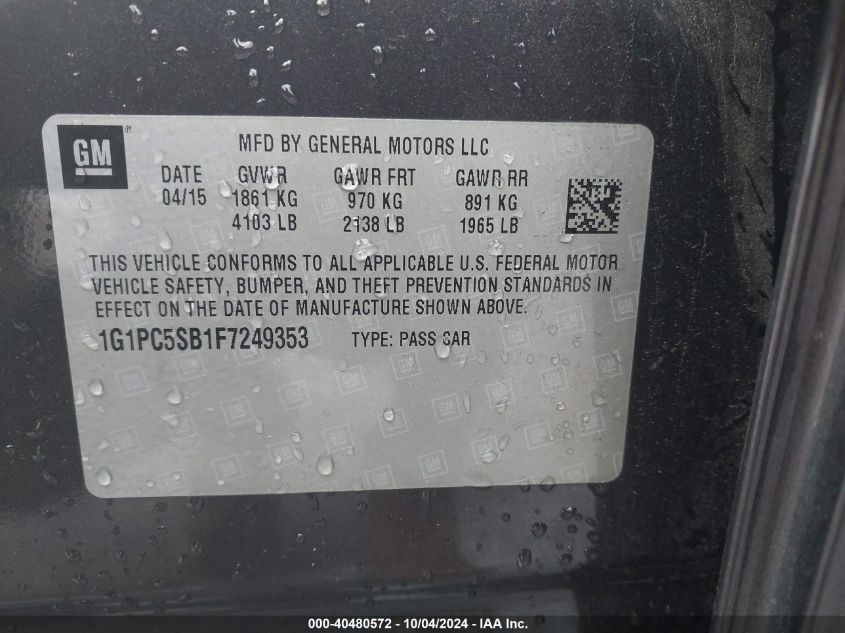 GM
MFD BY GENERAL MOTORS LLC
DATE GVWR GAWR FRT GAWR RR
04/15 1861 KG 970 KG 891 KG
4103 LB 2138 LB 1965 LB
THIS VEHICLE CONFORMS TO ALL APPLICABLE U.S. FEDERAL MOTOR
VEHICLE SAFETY, BUMPER, AND THEFT PREVENTION STANDARDS IN
EFFECT ON THE DATE OF MANUFACTURE SHOWN ABOVE.
1G1PC5SB1F7249353 TYPE: PASS CAR
000-40480572 - 10/04/2024 - IAA Inc.